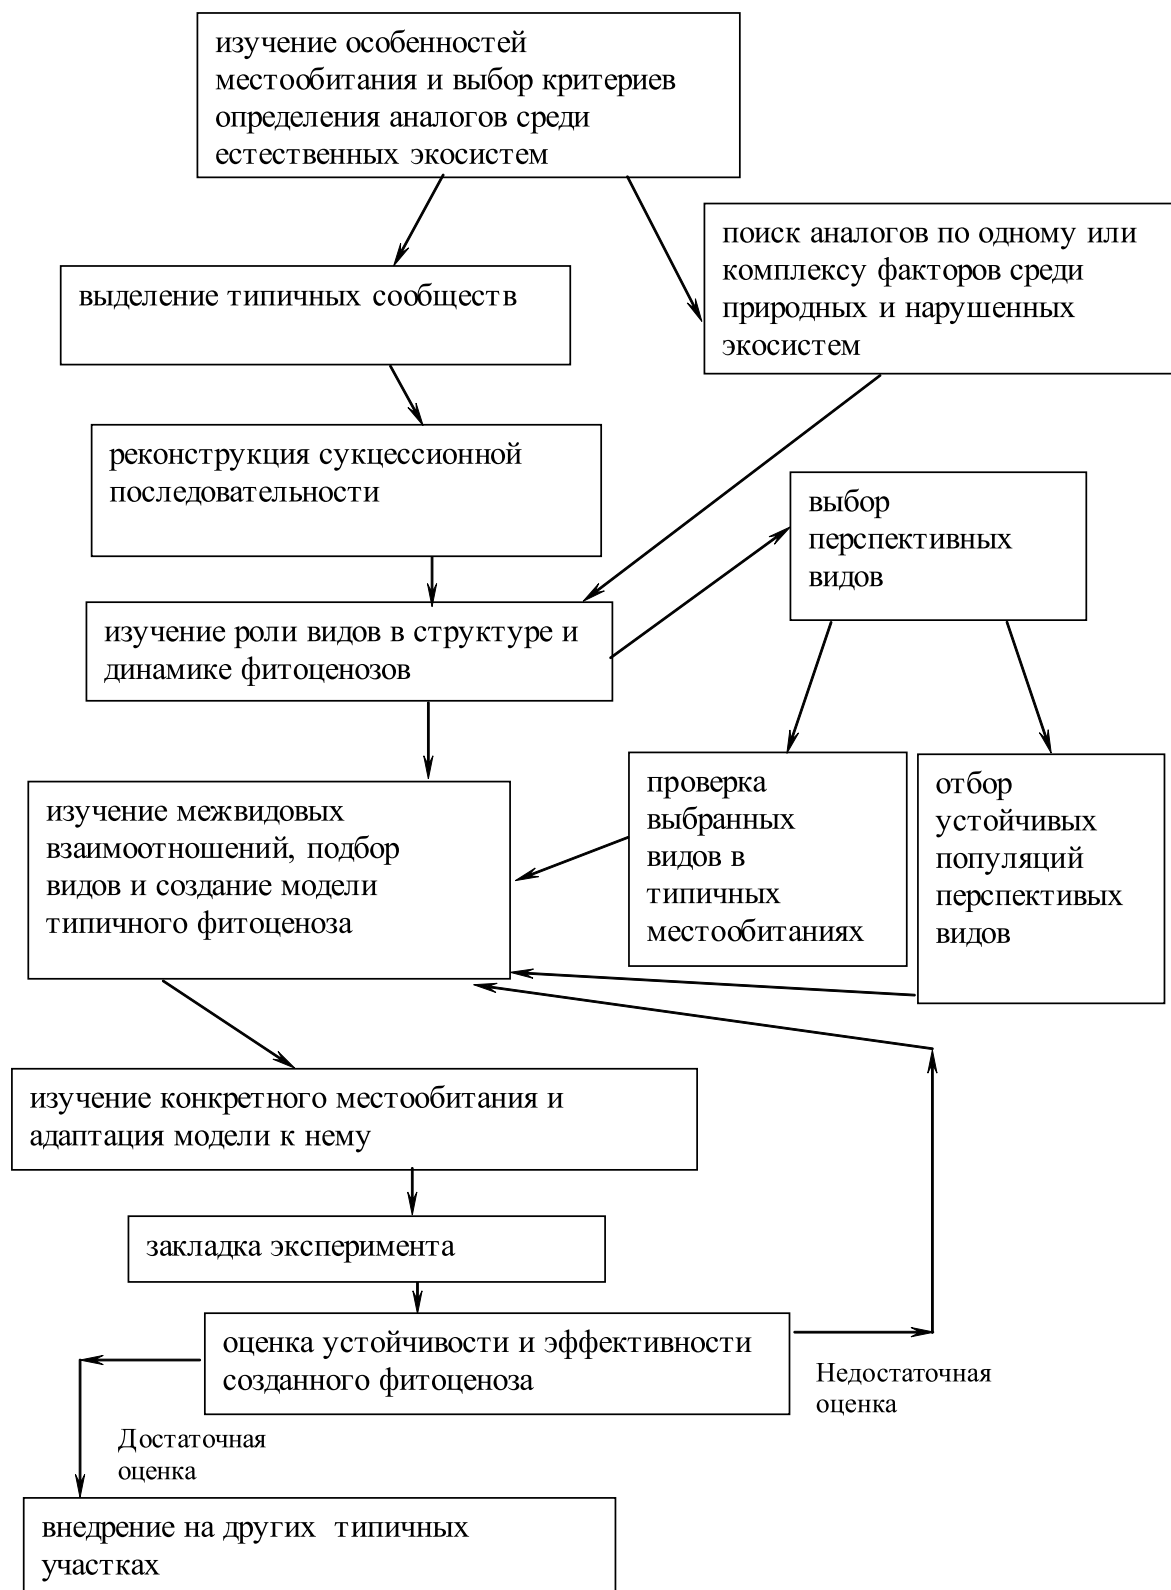 изучение особенностей
местообитания и выбор критериев
определения аналогов среди
естественных экосистем
поиск аналогов по одному или
комплексу факторов среди
природных и нарушенных
экосистем
выделение типичных сообществ
реконструкция сукцессионной
последовательности
выбор
перспективных
видов
изучение роли видов в структуре и
динамике фитоценозов
изучение межвидовых
взаимоотношений, подбор
видов и создание модели
типичного фитоценоза
проверка
выбранных
видов в
типичных
местообитаниях
отбор
устойчивых
популяций
перспективых
видов
изучение конкретного местообитания и
адаптация модели к нему
закладка эксперимента
оценка устойчивости и эффективности
созданного фитоценоза
Недостаточная
оценка
Достаточная
оценка
внедрение на других типичных
участках